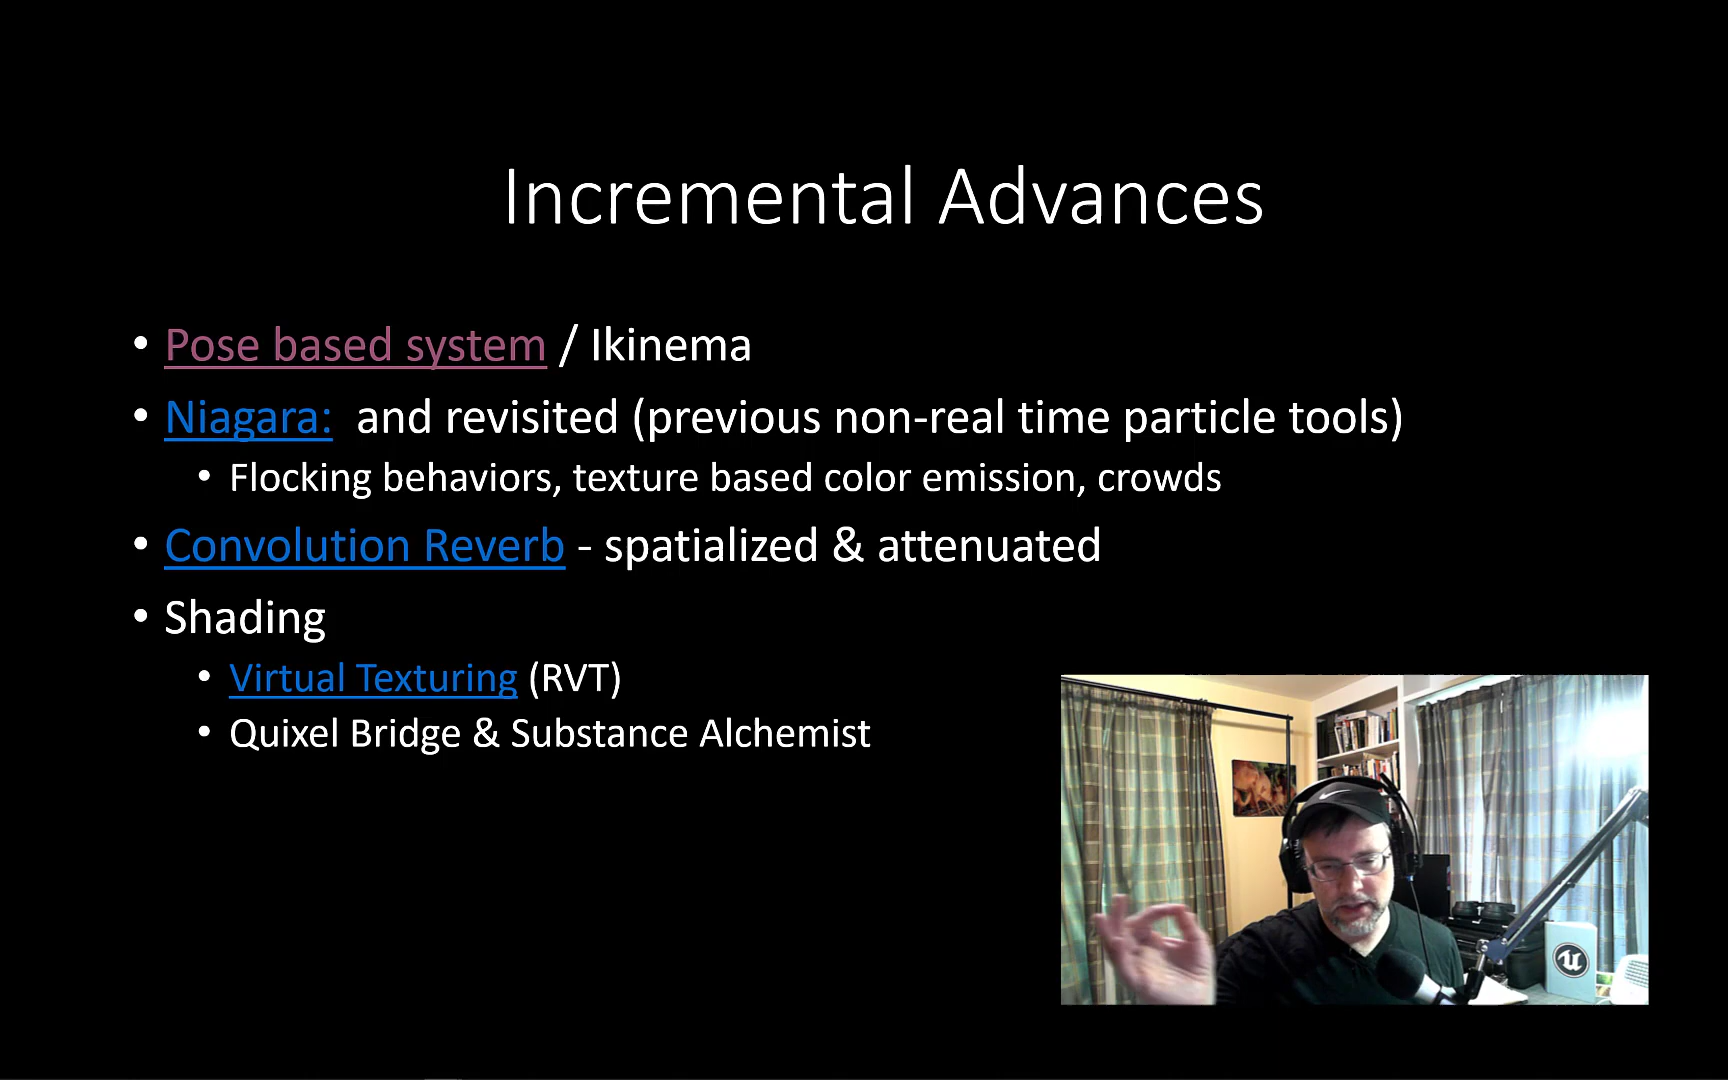 Incremental Advances
• Pose based system / Ikinema
• Niagara:  and revisited (previous non-real time particle tools)
• Flocking behaviors, texture based color emission, crowds
• Convolution Reverb - spatialized & attenuated
• Shading
• Virtual Texturing (RVT)
• Quixel Bridge & Substance Alchemist